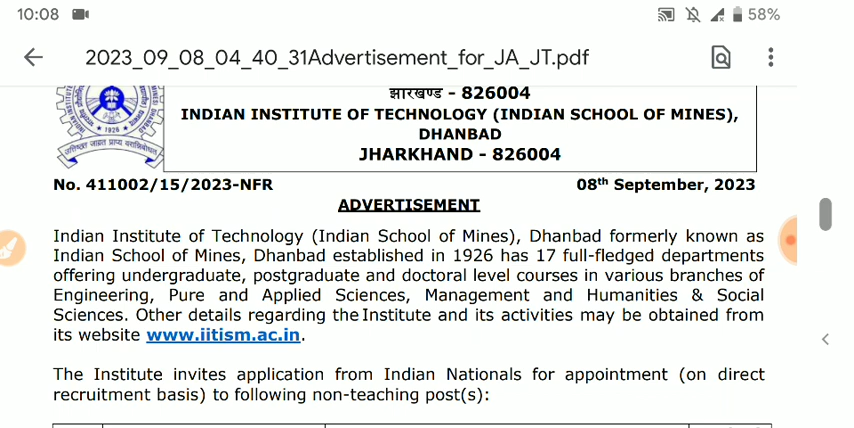 10:08
58%
2023_09_08_04_40_31Advertisement_for_JA_JT.pdf
झारखण्ड - 826004
INDIAN INSTITUTE OF TECHNOLOGY (INDIAN SCHOOL OF MINES),
DHANBAD
JHARKHAND - 826004
1926
उत्तिष्ठत जाग्रत प्राप्य वरान्निबोधत
No. 411002/15/2023-NFR
08th September, 2023
ADVERTISEMENT
Indian Institute of Technology (Indian School of Mines), Dhanbad formerly known as
Indian School of Mines, Dhanbad established in 1926 has 17 full-fledged departments
offering undergraduate, postgraduate and doctoral level courses in various branches of
Engineering, Pure and Applied Sciences, Management and Humanities & Social
Sciences. Other details regarding the Institute and its activities may be obtained from
its website www.iitism.ac.in.
The Institute invites application from Indian Nationals for appointment (on direct
recruitment basis) to following non-teaching post(s):